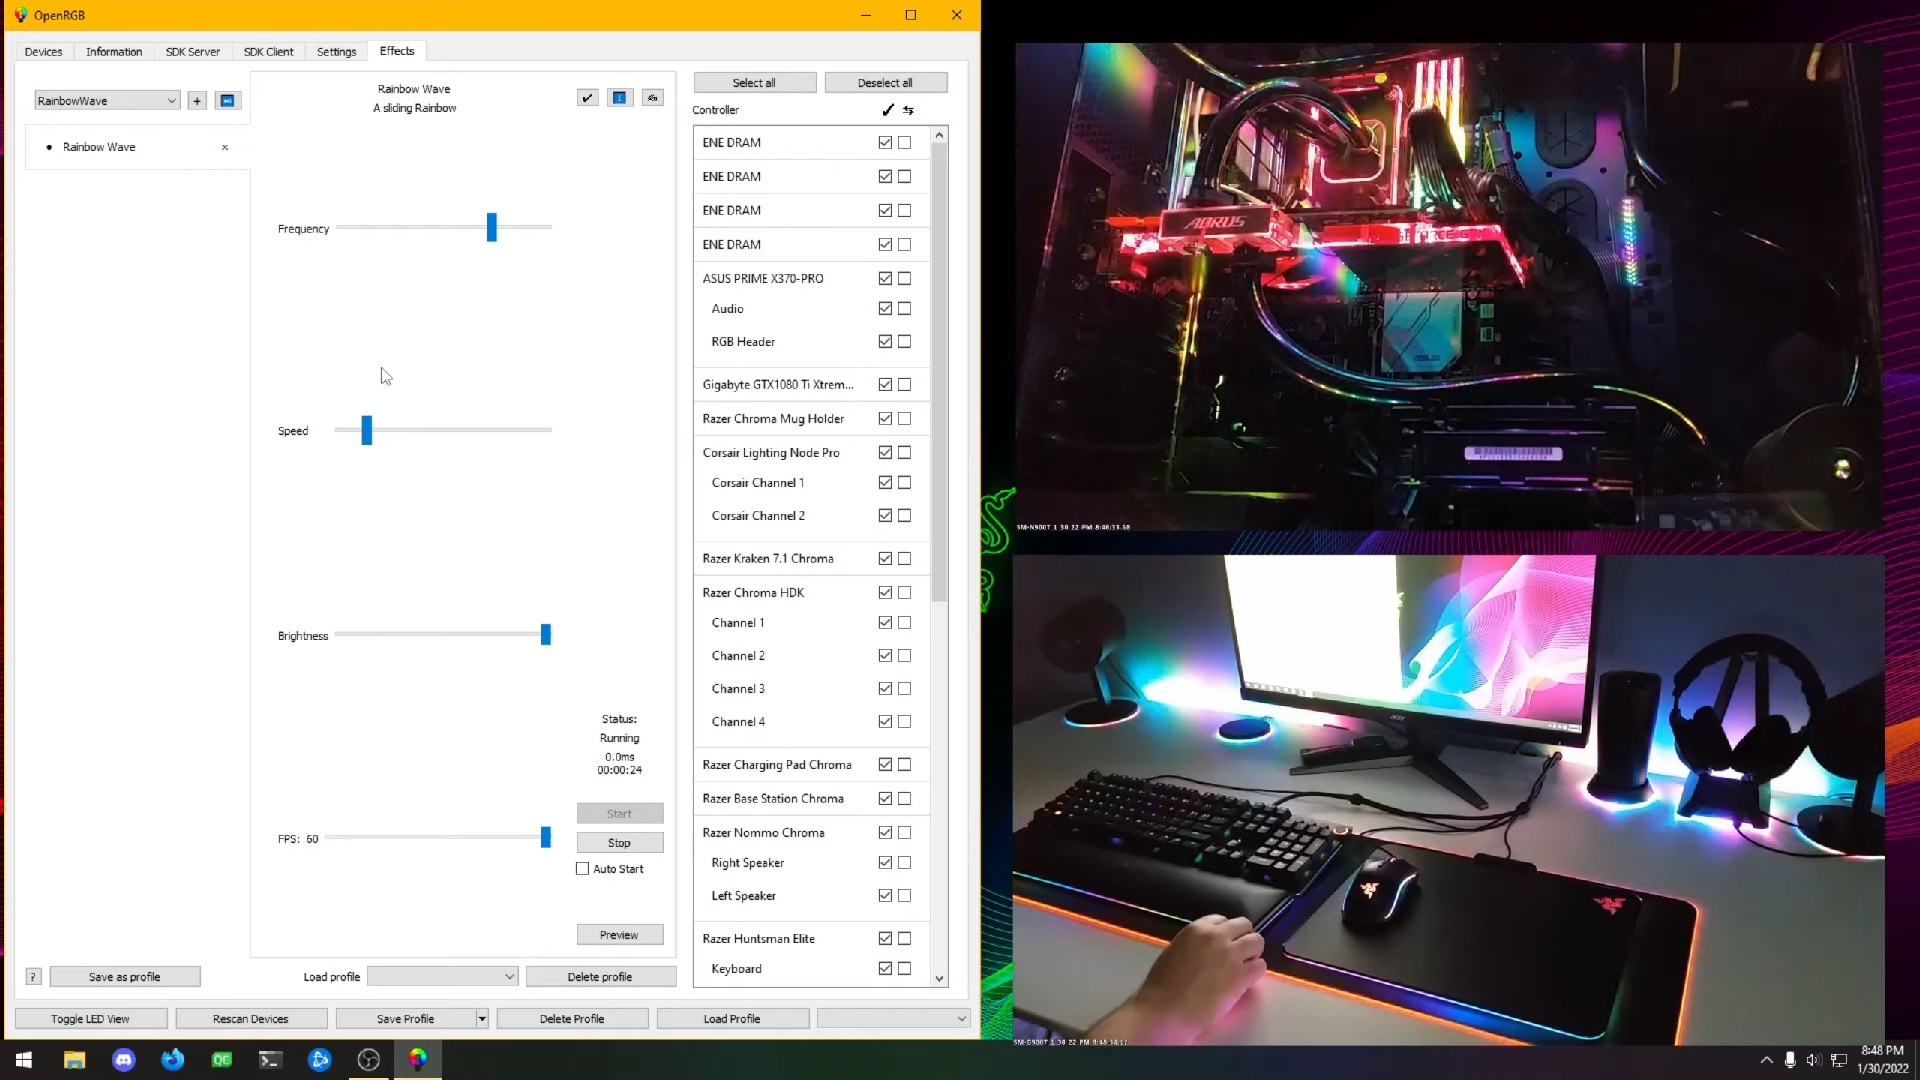 OpenRGB
Devices
Information
SDK Server
SDK Client
Settings
Effects
RainbowWave
+
Rainbow Wave
×
Rainbow Wave
A sliding Rainbow
Frequency
Speed
Brightness
FPS: 60
Status:
Running
0.0ms
00:00:24
Start
Stop
Auto Start
Preview
Select all
Deselect all
Controller
ENE DRAM
ENE DRAM
ENE DRAM
ENE DRAM
ASUS PRIME X370-PRO
Audio
RGB Header
Gigabyte GTX1080 Ti Xtrem...
Razer Chroma Mug Holder
Corsair Lighting Node Pro
Corsair Channel 1
Corsair Channel 2
Razer Kraken 7.1 Chroma
Razer Chroma HDK
Channel 1
Channel 2
Channel 3
Channel 4
Razer Charging Pad Chroma
Razer Base Station Chroma
Razer Nommo Chroma
Right Speaker
Left Speaker
Razer Huntsman Elite
Keyboard
?
Save as profile
Load profile
Delete profile
Toggle LED View
Rescan Devices
Save Profile
Delete Profile
Load Profile
AORUS
ASUS
acer
QC
8:48 PM
1/30/2022